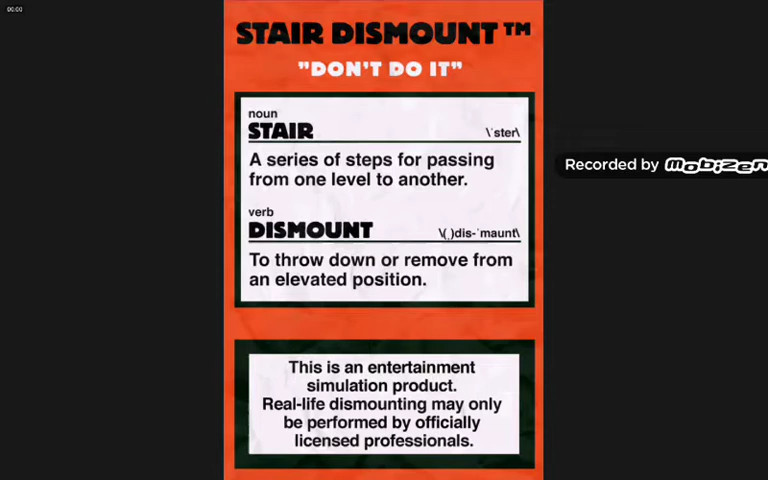 00:00
STAIR DISMOUNT™
"DON'T DO IT"
noun
STAIR \ˈster\
A series of steps for passing
from one level to another.
verb
DISMOUNT \(ˌ)dis-ˈmaunt\
To throw down or remove from
an elevated position.
This is an entertainment
simulation product.
Real-life dismounting may only
be performed by officially
licensed professionals.
Recorded by mobizen